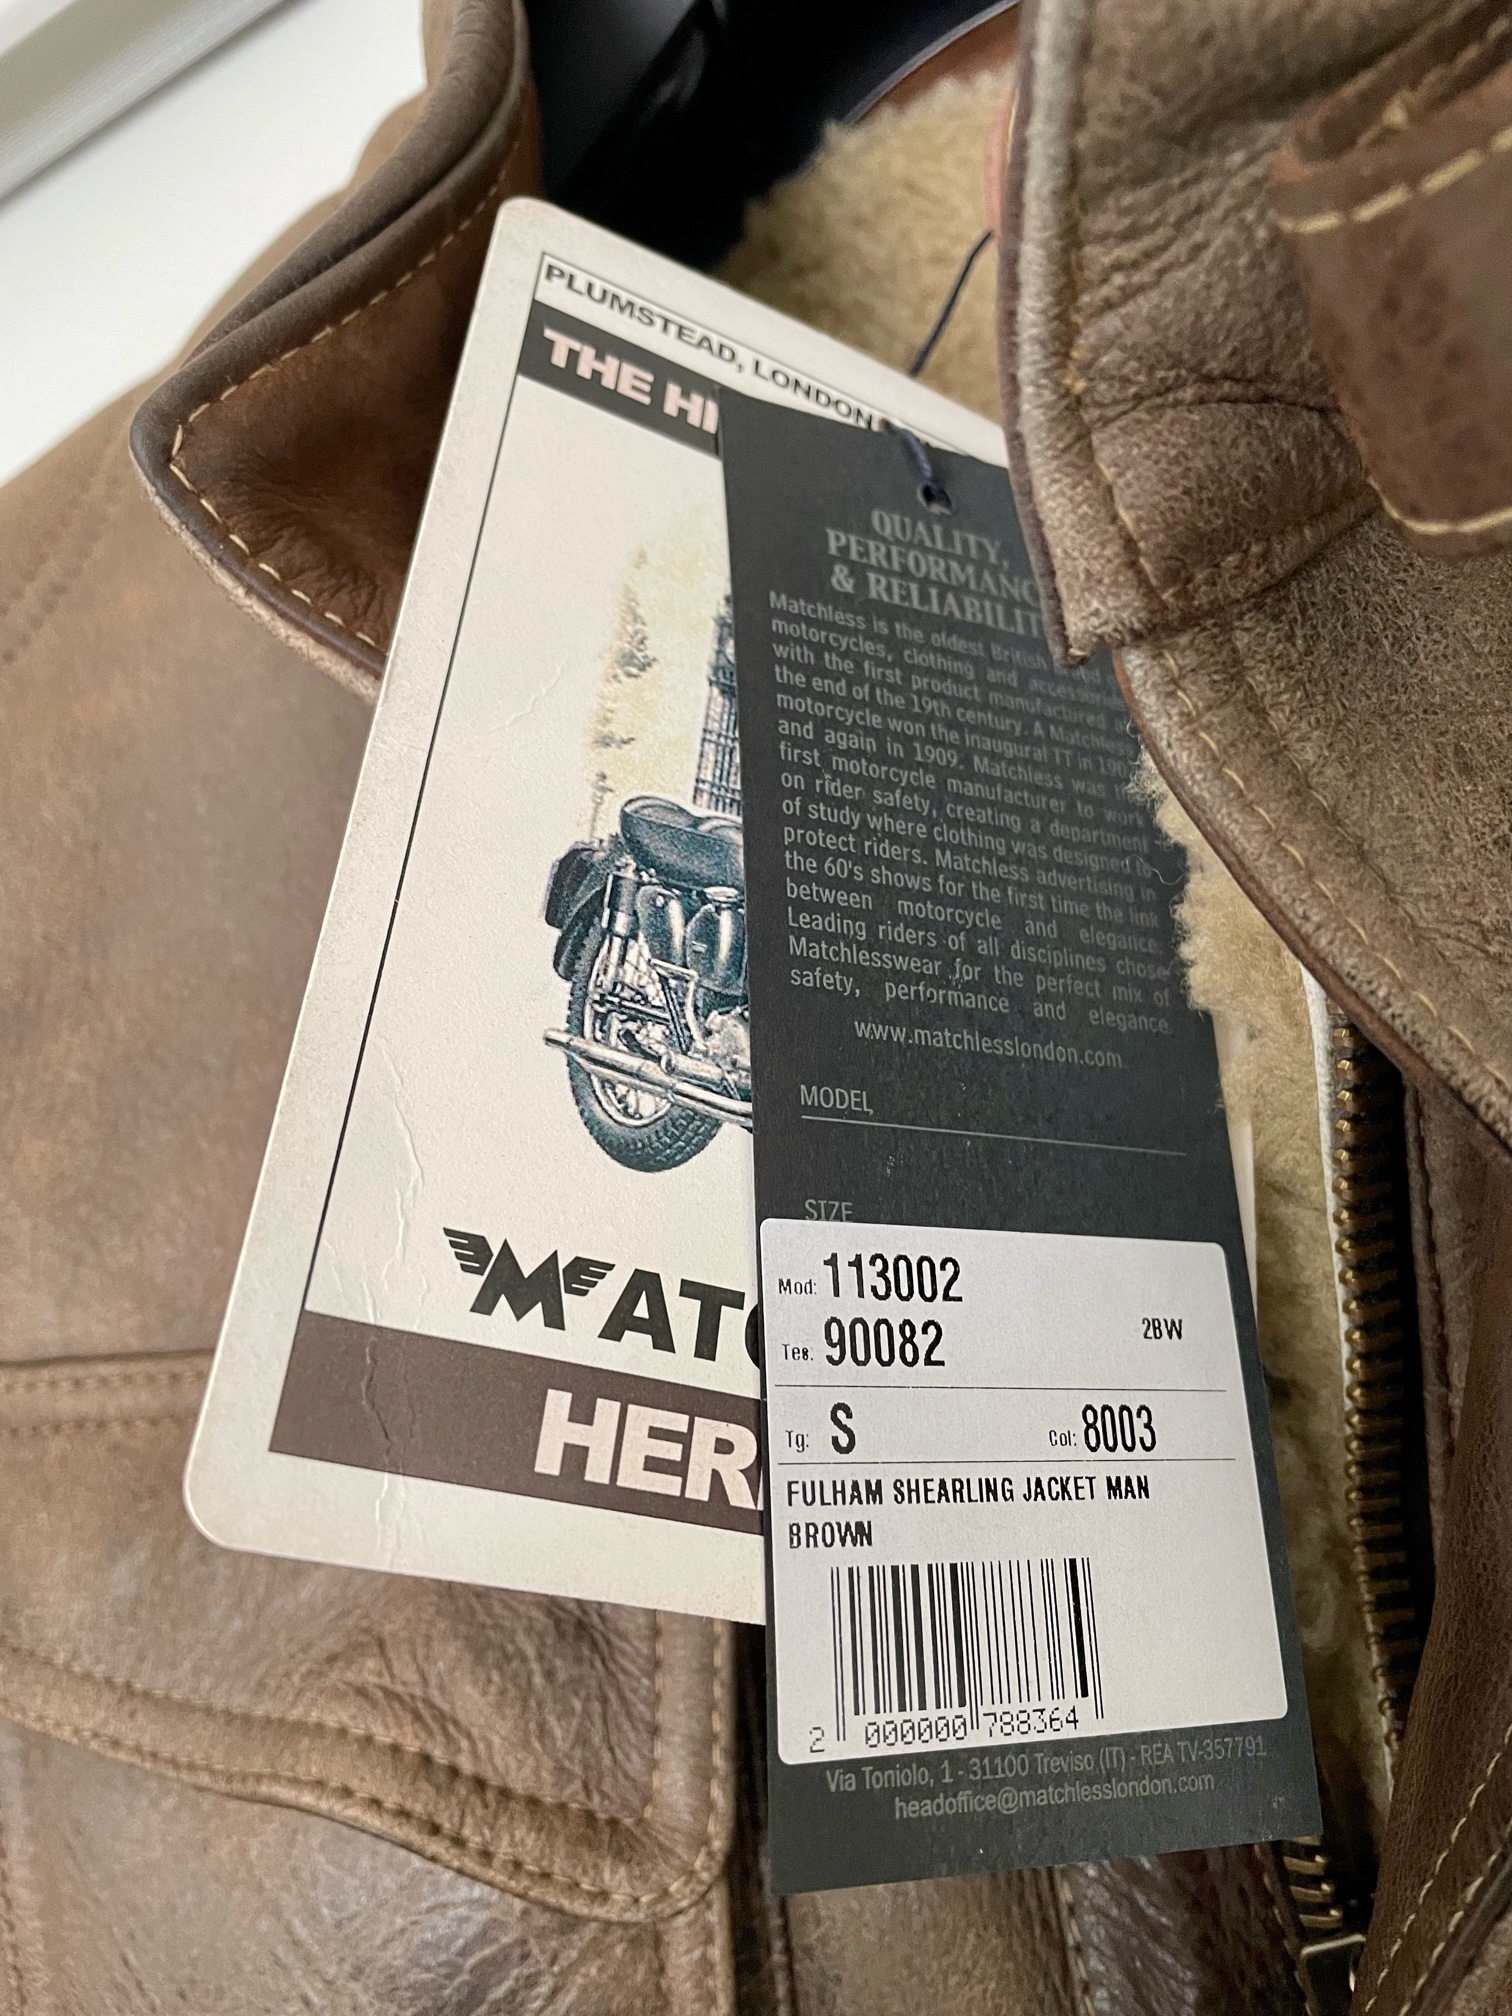 PLUMSTEAD, LONDON
THE
MATC
HER
QUALITY,
PERFORMANC
& RELIABILIT
Matchless is the oldest British
motorcycles, clothing and accessories
with the first product manufactured
the end of the 19th century. A Matchless
motorcycle won the inaugural TT in 190
and again in 1909. Matchless was
first motorcycle manufacturer to work
on rider safety, creating a department
of study where clothing was designed to
protect riders. Matchless advertising in
the 60's shows for the first time the link
between motorcycle and elegance.
Leading riders of all disciplines chose
Matchlesswear for the perfect mix of
safety, performance and elegance.
www.matchlesslondon.com
MODEL
SIZE
Mod: 113002
Tes: 90082 2BW
Tg: S Col: 8003
FULHAM SHEARLING JACKET MAN
BROWN
2 000000 788364
Via Toniolo, 1 - 31100 Treviso (IT) - REA TV-357791
headoffice@matchlesslondon.com